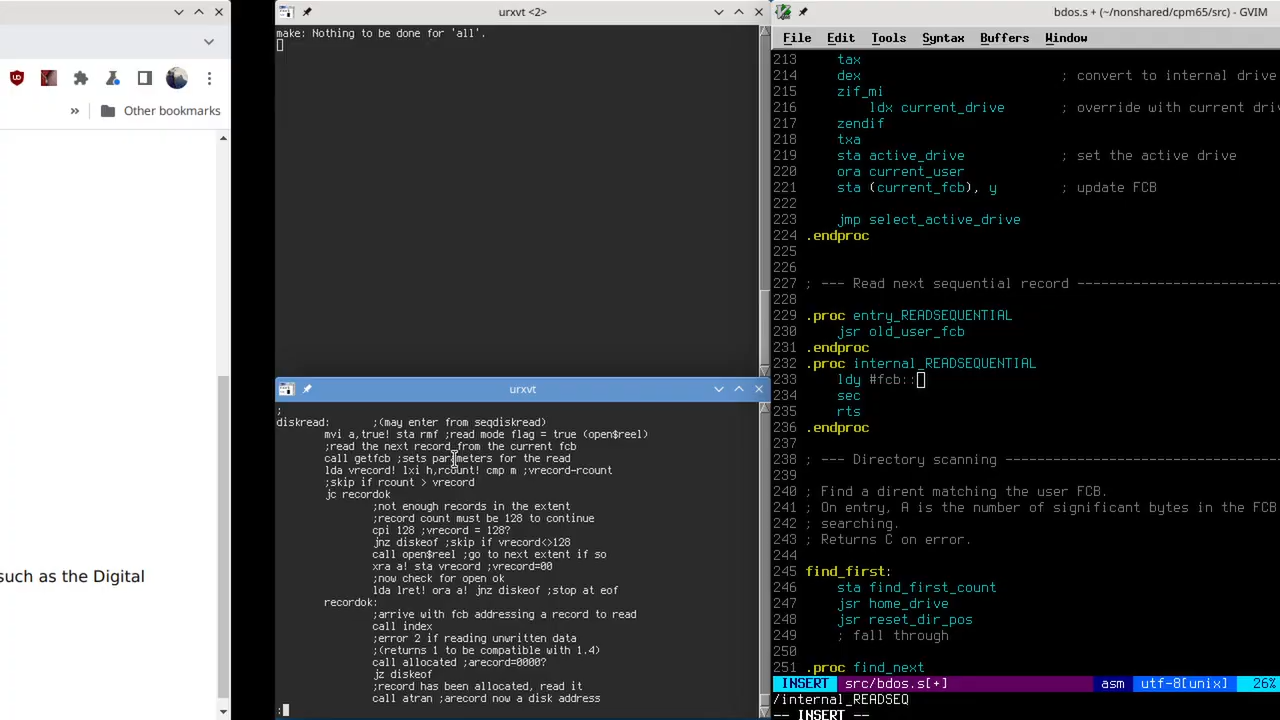 »
Other bookmarks
such as the Digital
urxvt <2>
make: Nothing to be done for 'all'.
urxvt
;
diskread: ;(may enter from seqdiskread)
mvi a,true! sta rmf ;read mode flag = true (open$reel)
;read the next record from the current fcb
call getfcb ;sets parameters for the read
lda vrecord! lxi h,rcount! cmp m ;vrecord-rcount
;skip if rcount > vrecord
jc recordok
;not enough records in the extent
;record count must be 128 to continue
cpi 128 ;vrecord = 128?
jnz diskeof ;skip if vrecord<>128
call open$reel ;go to next extent if so
xra a! sta vrecord ;vrecord=00
;now check for open ok
lda lret! ora a! jnz diskeof ;stop at eof
recordok:
;arrive with fcb addressing a record to read
call index
;error 2 if reading unwritten data
;(returns 1 to be compatible with 1.4)
call allocated ;arecord=0000?
jz diskeof
;record has been allocated, read it
call atran ;arecord now a disk address
:
bdos.s + (~/nonshared/cpm65/src) - GVIM
File Edit Tools Syntax Buffers Window
213 tax
214 dex ; convert to internal drive
215 zif_mi
216 ldx current_drive ; override with current driv
217 zendif
218 txa
219 sta active_drive ; set the active drive
220 ora current_user
221 sta (current_fcb), y ; update FCB
222
223 jmp select_active_drive
224 .endproc
225
226
227 ; --- Read next sequential record ---------------------------
228
229 .proc entry_READSEQUENTIAL
230 jsr old_user_fcb
231 .endproc
232 .proc internal_READSEQUENTIAL
233 ldy #fcb::
234 sec
235 rts
236 .endproc
237
238 ; --- Directory scanning ---------------------------
239
240 ; Find a dirent matching the user FCB.
241 ; On entry, A is the number of significant bytes in the FCB
242 ; searching.
243 ; Returns C on error.
244
245 find_first:
246 sta find_first_count
247 jsr home_drive
248 jsr reset_dir_pos
249 ; fall through
250
251 .proc find_next
INSERT src/bdos.s[+] asm utf-8[unix] 26%
/internal_READSEQ
-- INSERT --